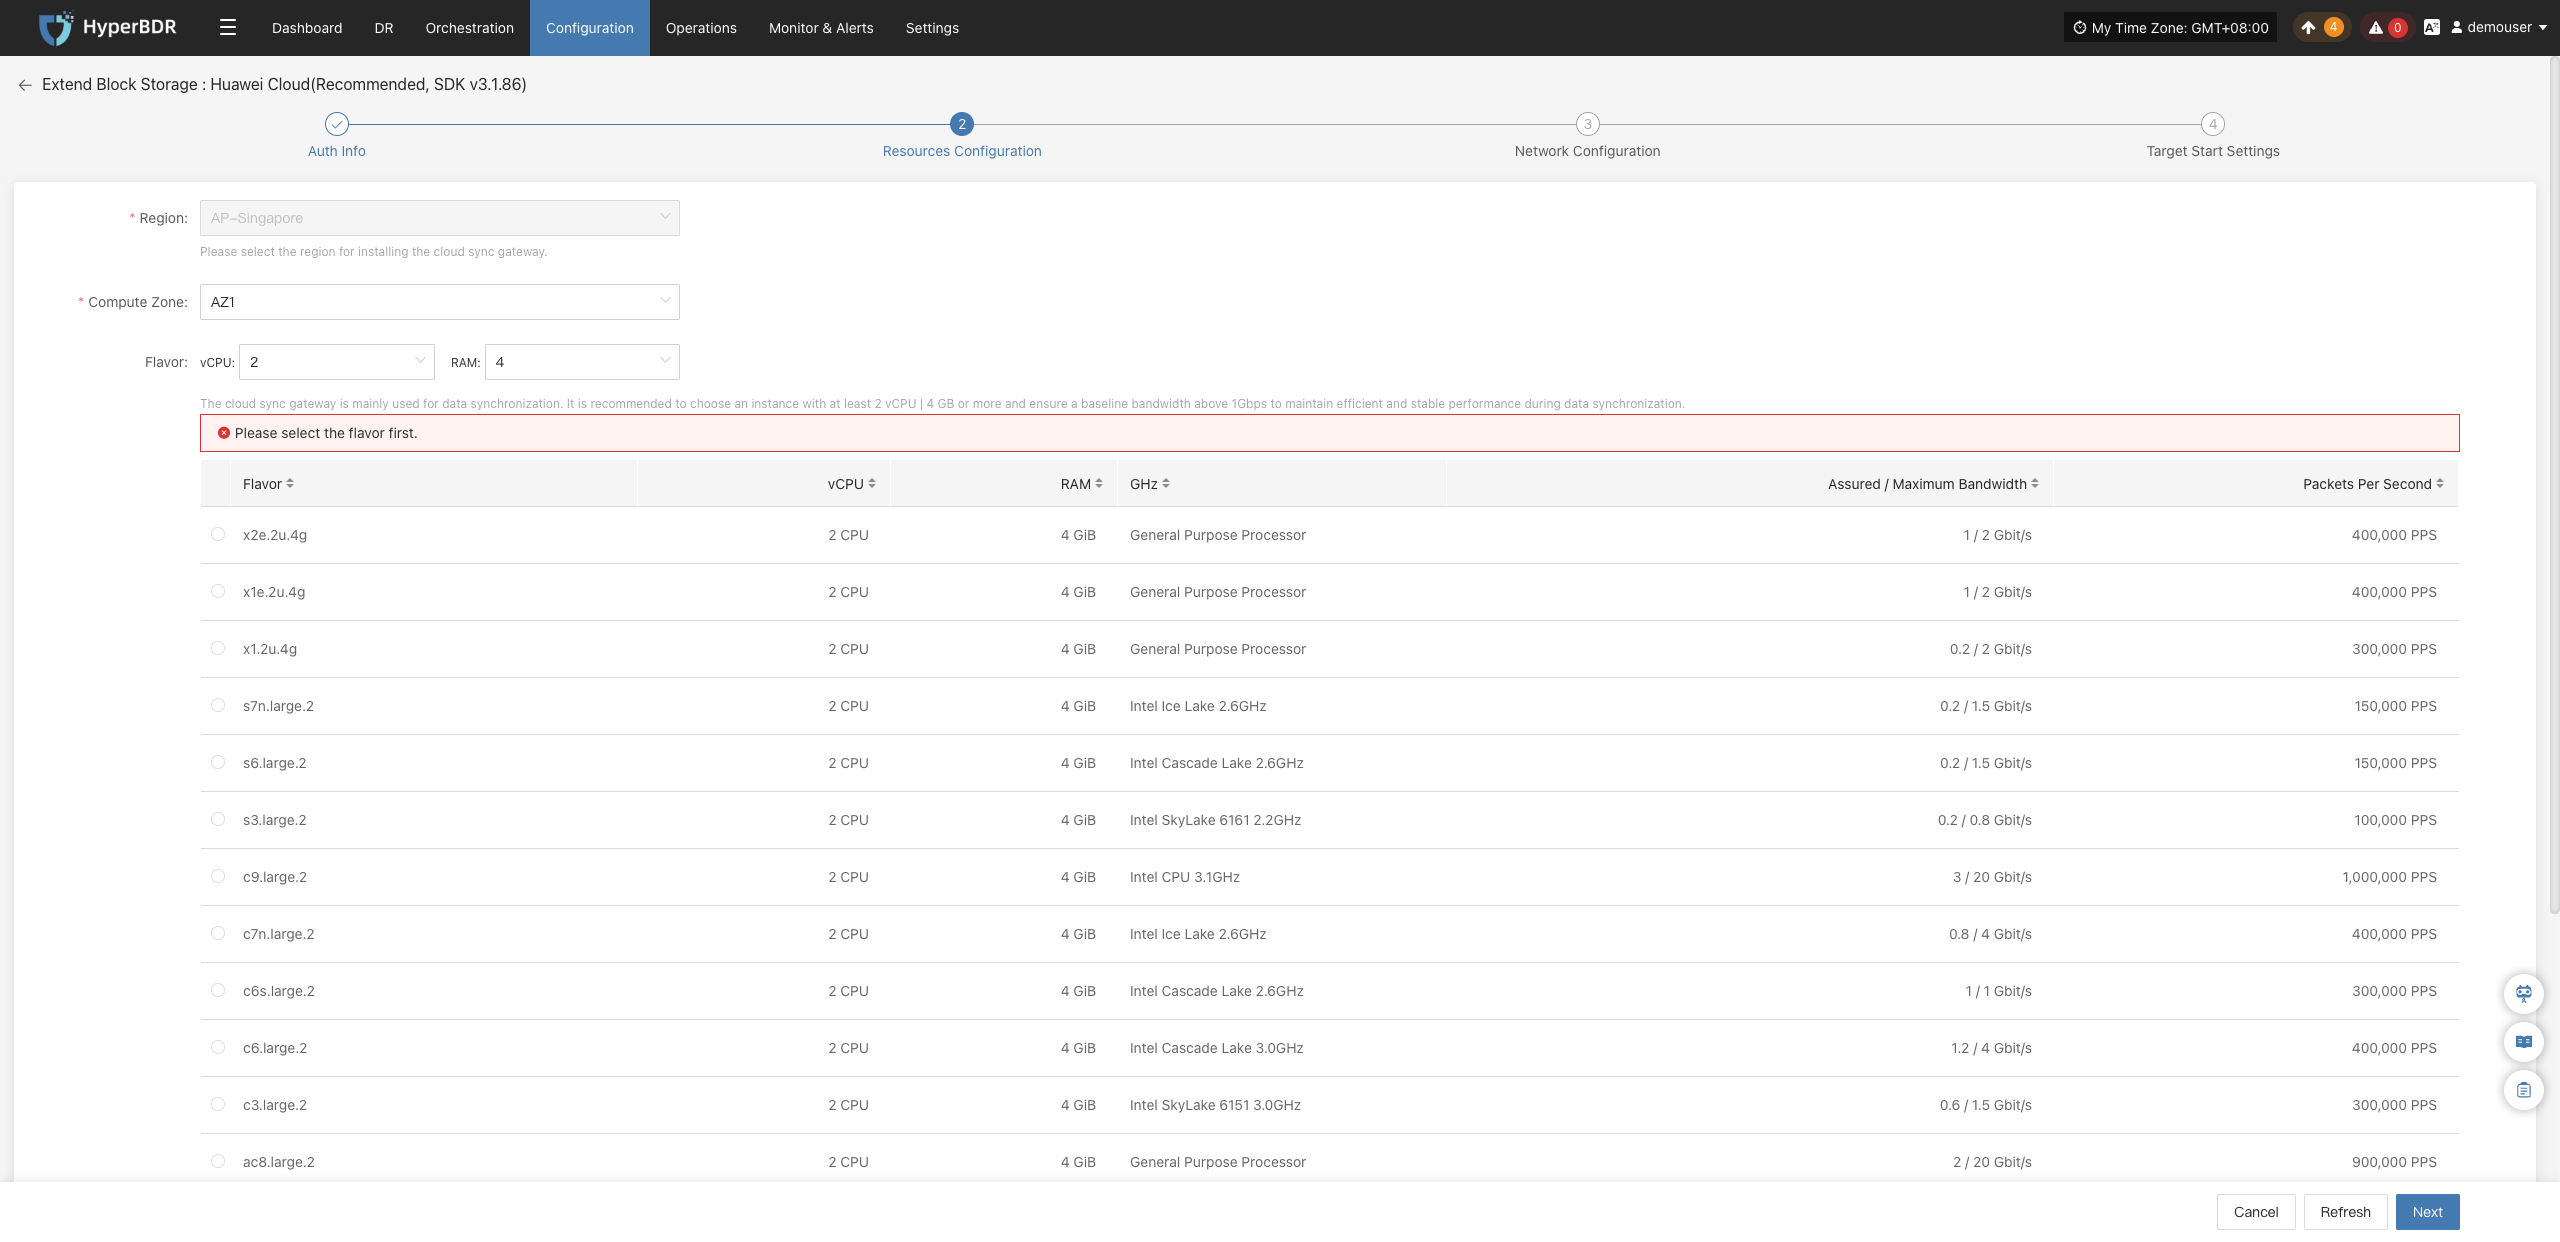 HyperBDR
Dashboard DR Orchestration Configuration Operations Monitor & Alerts Settings My Time Zone: GMT+08:00 4 0 demouser
Extend Block Storage : Huawei Cloud(Recommended, SDK v3.1.86)
2 3 4
Auth Info Resources Configuration Network Configuration Target Start Settings
* Region: AP-Singapore
Please select the region for installing the cloud sync gateway.
* Compute Zone: AZ1
Flavor: vCPU: 2 RAM: 4
The cloud sync gateway is mainly used for data synchronization. It is recommended to choose an instance with at least 2 vCPU | 4 GB or more and ensure a baseline bandwidth above 1Gbps to maintain efficient and stable performance during data synchronization.
Please select the flavor first.
Flavor vCPU RAM GHz Assured / Maximum Bandwidth Packets Per Second
x2e.2u.4g 2 CPU 4 GiB General Purpose Processor 1 / 2 Gbit/s 400,000 PPS
x1e.2u.4g 2 CPU 4 GiB General Purpose Processor 1 / 2 Gbit/s 400,000 PPS
x1.2u.4g 2 CPU 4 GiB General Purpose Processor 0.2 / 2 Gbit/s 300,000 PPS
s7n.large.2 2 CPU 4 GiB Intel Ice Lake 2.6GHz 0.2 / 1.5 Gbit/s 150,000 PPS
s6.large.2 2 CPU 4 GiB Intel Cascade Lake 2.6GHz 0.2 / 1.5 Gbit/s 150,000 PPS
s3.large.2 2 CPU 4 GiB Intel SkyLake 6161 2.2GHz 0.2 / 0.8 Gbit/s 100,000 PPS
c9.large.2 2 CPU 4 GiB Intel CPU 3.1GHz 3 / 20 Gbit/s 1,000,000 PPS
c7n.large.2 2 CPU 4 GiB Intel Ice Lake 2.6GHz 0.8 / 4 Gbit/s 400,000 PPS
c6s.large.2 2 CPU 4 GiB Intel Cascade Lake 2.6GHz 1 / 1 Gbit/s 300,000 PPS
c6.large.2 2 CPU 4 GiB Intel Cascade Lake 3.0GHz 1.2 / 4 Gbit/s 400,000 PPS
c3.large.2 2 CPU 4 GiB Intel SkyLake 6151 3.0GHz 0.6 / 1.5 Gbit/s 300,000 PPS
ac8.large.2 2 CPU 4 GiB General Purpose Processor 2 / 20 Gbit/s 900,000 PPS
Cancel Refresh Next